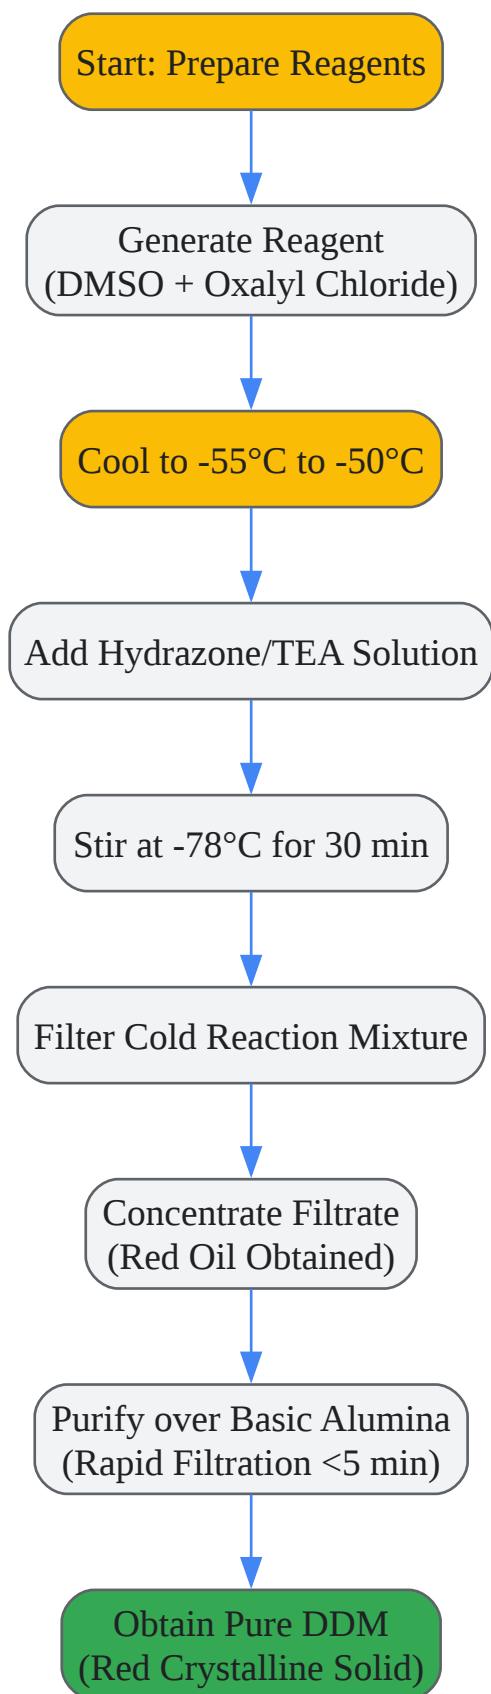 Start: Prepare Reagents
Generate Reagent
(DMSO + Oxalyl Chloride)
Cool to -55°C to -50°C
Add Hydrazone/TEA Solution
Stir at -78°C for 30 min
Filter Cold Reaction Mixture
Concentrate Filtrate
(Red Oil Obtained)
Purify over Basic Alumina
(Rapid Filtration <5 min)
Obtain Pure DDM
(Red Crystalline Solid)